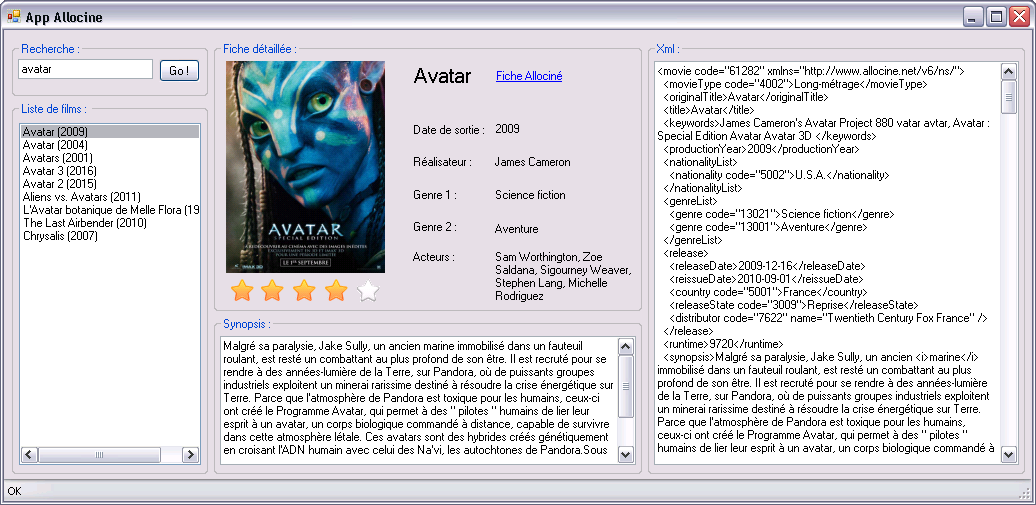 App Allocine
Recherche :
avatar
Go !
Liste de films :
Avatar (2009)
Avatar (2004)
Avatars (2001)
Avatar 3 (2016)
Avatar 2 (2015)
Aliens vs. Avatars (2011)
L'Avatar botanique de Melle Flora (19
The Last Airbender (2010)
Chrysalis (2007)
Fiche détaillée :
AVATAR
SPECIAL EDITION
A REDÉCOUVRIR AU CINÉMA AVEC DES IMAGES INÉDITES
EXCLUSIVEMENT EN 3D ET IMAX 3D
POUR UNE PÉRIODE LIMITÉE
LE 1er SEPTEMBRE
IMAX 3D
Avatar
Fiche Allociné
Date de sortie : 2009
Réalisateur : James Cameron
Genre 1 : Science fiction
Genre 2 : Aventure
Acteurs : Sam Worthington, Zoe
Saldana, Sigourney Weaver,
Stephen Lang, Michelle
Rodriguez
Synopsis :
Malgré sa paralysie, Jake Sully, un ancien marine immobilisé dans un fauteuil
roulant, est resté un combattant au plus profond de son être. Il est recruté pour se
rendre à des années-lumière de la Terre, sur Pandora, où de puissants groupes
industriels exploitent un minerai rarissime destiné à résoudre la crise énergétique sur
Terre. Parce que l'atmosphère de Pandora est toxique pour les humains, ceux-ci
ont créé le Programme Avatar, qui permet à des " pilotes " humains de lier leur
esprit à un avatar, un corps biologique commandé à distance, capable de survivre
dans cette atmosphère létale. Ces avatars sont des hybrides créés génétiquement
en croisant l'ADN humain avec celui des Na'vi, les autochtones de Pandora.Sous
Xml :
<movie code="61282" xmlns="http://www.allocine.net/v6/ns/">
<movieType code="4002">Long-métrage</movieType>
<originalTitle>Avatar</originalTitle>
<title>Avatar</title>
<keywords>James Cameron's Avatar Project 880 vatar avtar, Avatar :
Special Edition Avatar Avatar 3D </keywords>
<productionYear>2009</productionYear>
<nationalityList>
<nationality code="5002">U.S.A.</nationality>
</nationalityList>
<genreList>
<genre code="13021">Science fiction</genre>
<genre code="13001">Aventure</genre>
</genreList>
<release>
<releaseDate>2009-12-16</releaseDate>
<reissueDate>2010-09-01</reissueDate>
<country code="5001">France</country>
<releaseState code="3009">Reprise</releaseState>
<distributor code="7622" name="Twentieth Century Fox France" />
</release>
<runtime>9720</runtime>
<synopsis>Malgré sa paralysie, Jake Sully, un ancien <i>marine</i>
immobilisé dans un fauteuil roulant, est resté un combattant au plus
profond de son être. Il est recruté pour se rendre à des années-lumière
de la Terre, sur Pandora, où de puissants groupes industriels exploitent
un minerai rarissime destiné à résoudre la crise énergétique sur Terre.
Parce que l'atmosphère de Pandora est toxique pour les humains,
ceux-ci ont créé le Programme Avatar, qui permet à des " pilotes "
humains de lier leur esprit à un avatar, un corps biologique commandé à
OK